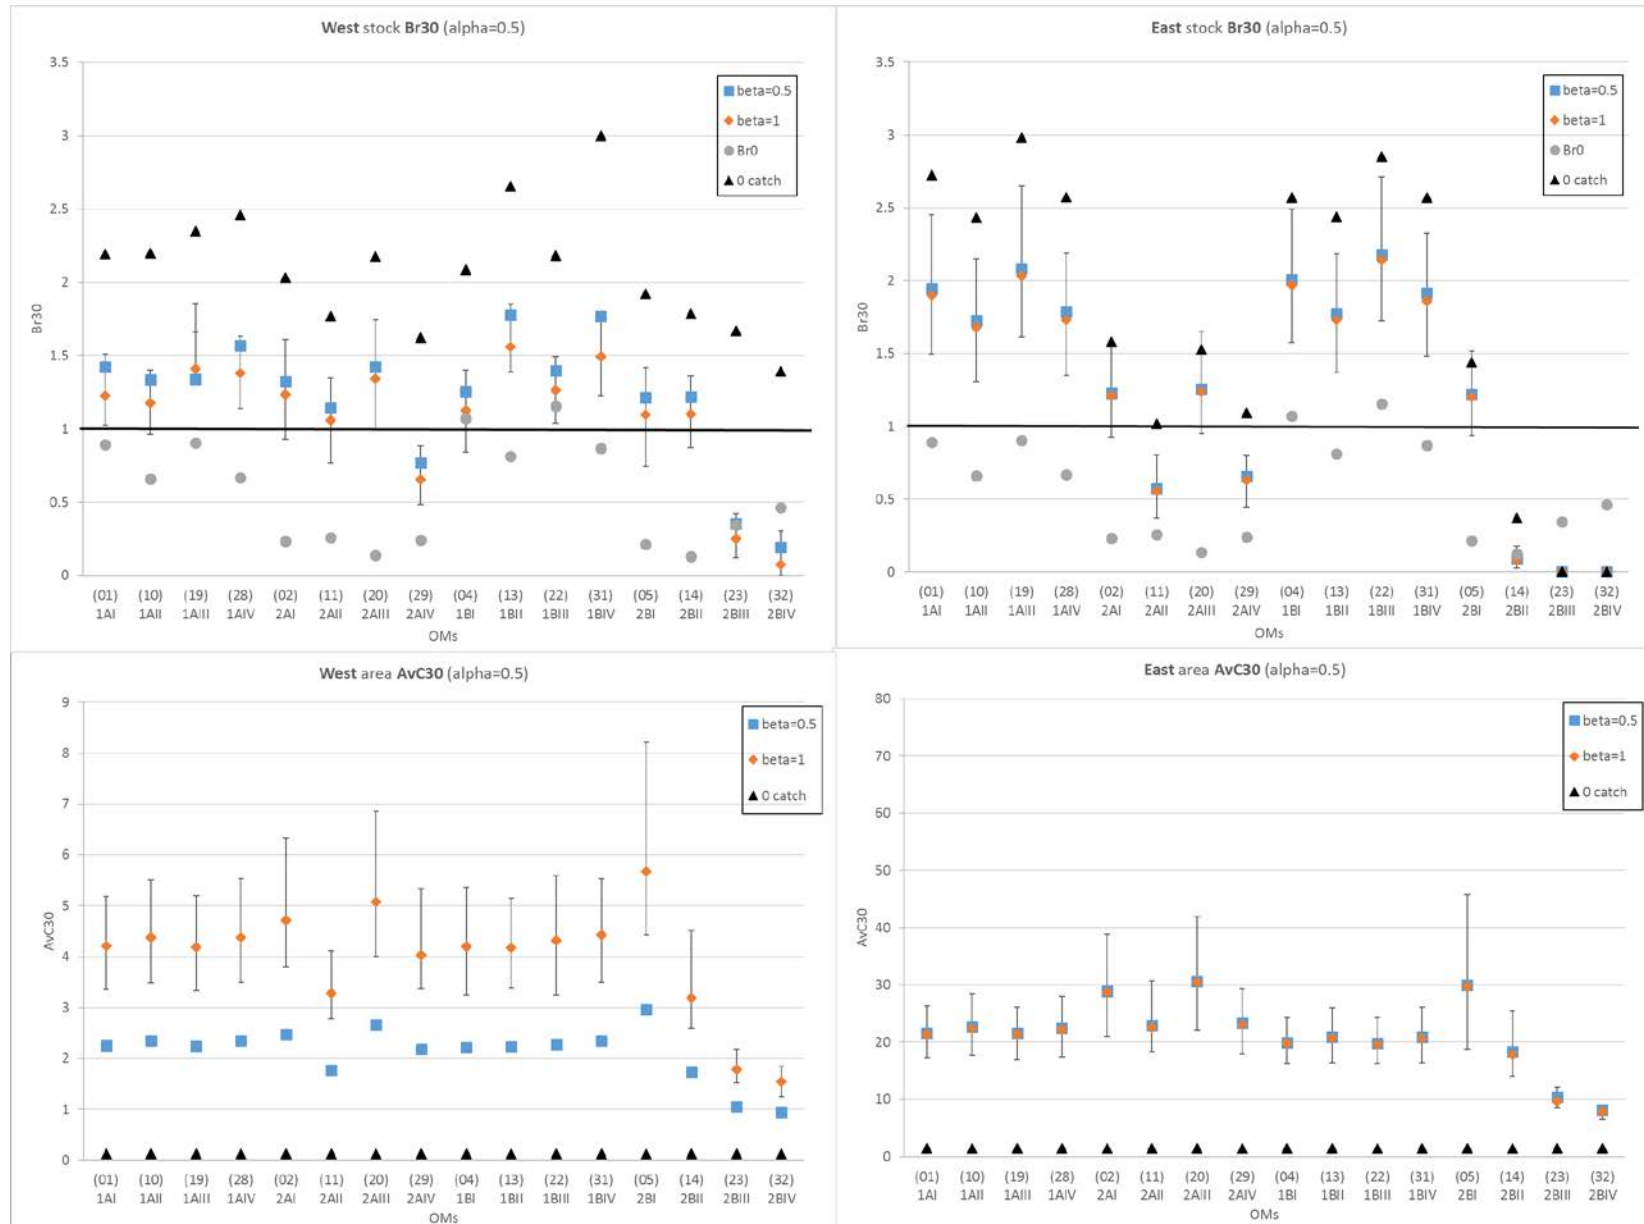 West stock Br30 (alpha=0.5)
3.5
3
2.5
2
1.5
1
0.5
0
Br30
beta=0.5
beta=1
Br0
0 catch
(01) (10) (19) (28) (02) (11) (20) (29) (04) (13) (22) (31) (05) (14) (23) (32)
1AI 1AII 1AIII 1AIV 2AI 2AII 2AIII 2AIV 1BI 1BII 1BIII 1BIV 2BI 2BII 2BIII 2BIV
OMs
East stock Br30 (alpha=0.5)
3.5
3
2.5
2
1.5
1
0.5
0
Br30
beta=0.5
beta=1
Br0
0 catch
(01) (10) (19) (28) (02) (11) (20) (29) (04) (13) (22) (31) (05) (14) (23) (32)
1AI 1AII 1AIII 1AIV 2AI 2AII 2AIII 2AIV 1BI 1BII 1BIII 1BIV 2BI 2BII 2BIII 2BIV
OMs
West area AvC30 (alpha=0.5)
9
8
7
6
5
4
3
2
1
0
AvC30
beta=0.5
beta=1
0 catch
(01) (10) (19) (28) (02) (11) (20) (29) (04) (13) (22) (31) (05) (14) (23) (32)
1AI 1AII 1AIII 1AIV 2AI 2AII 2AIII 2AIV 1BI 1BII 1BIII 1BIV 2BI 2BII 2BIII 2BIV
OMs
East area AvC30 (alpha=0.5)
80
70
60
50
40
30
20
10
0
AvC30
beta=0.5
beta=1
0 catch
(01) (10) (19) (28) (02) (11) (20) (29) (04) (13) (22) (31) (05) (14) (23) (32)
1AI 1AII 1AIII 1AIV 2AI 2AII 2AIII 2AIV 1BI 1BII 1BIII 1BIV 2BI 2BII 2BIII 2BIV
OMs